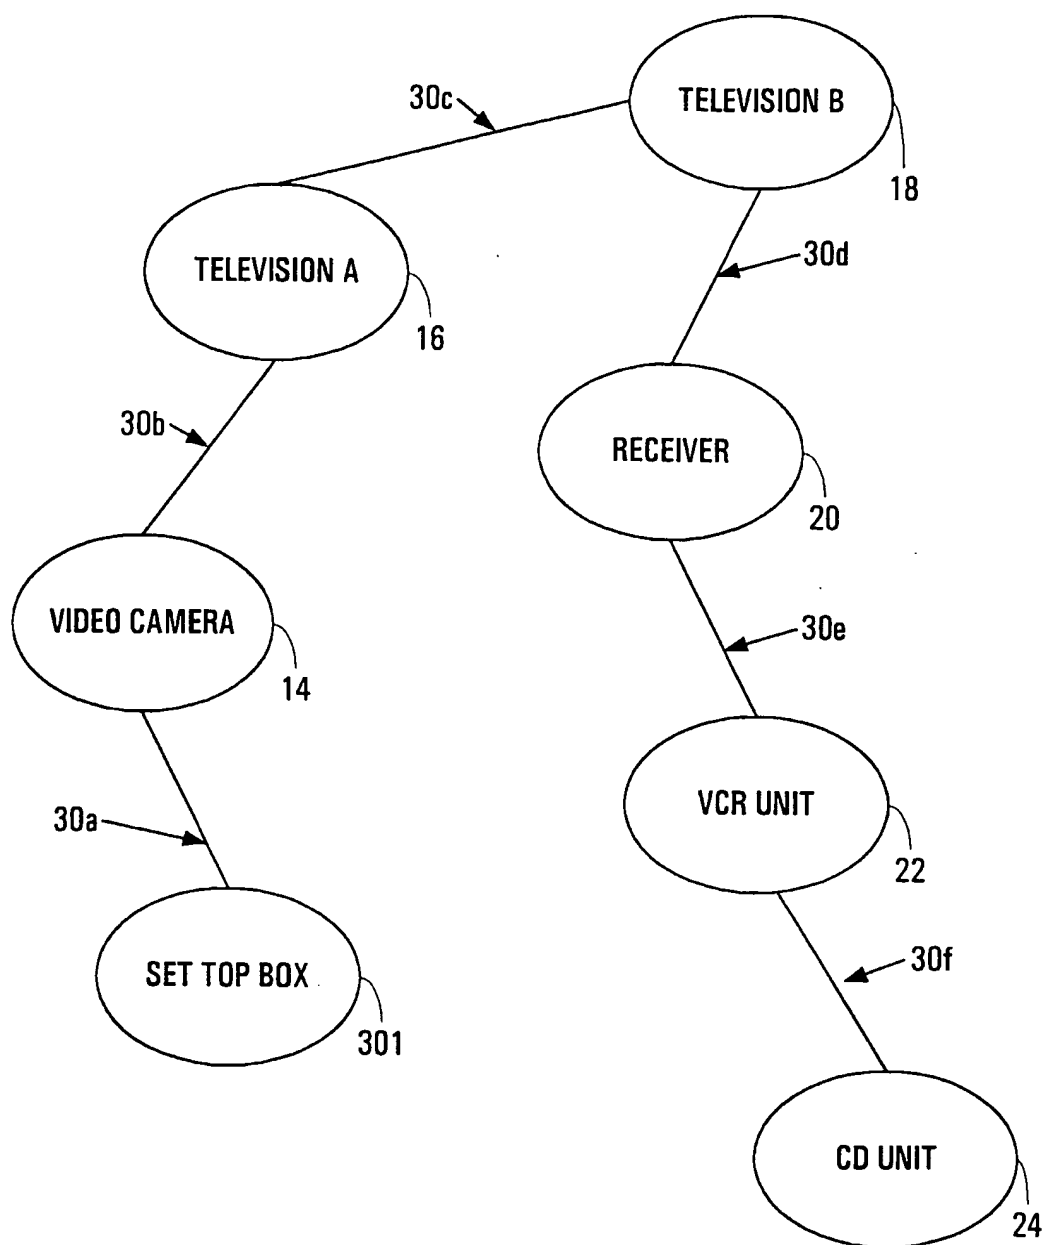 30c
TELEVISION B
18
TELEVISION A
16
30d
30b
RECEIVER
20
VIDEO CAMERA
14
30e
30a
VCR UNIT
22
SET TOP BOX
301
30f
CD UNIT
24